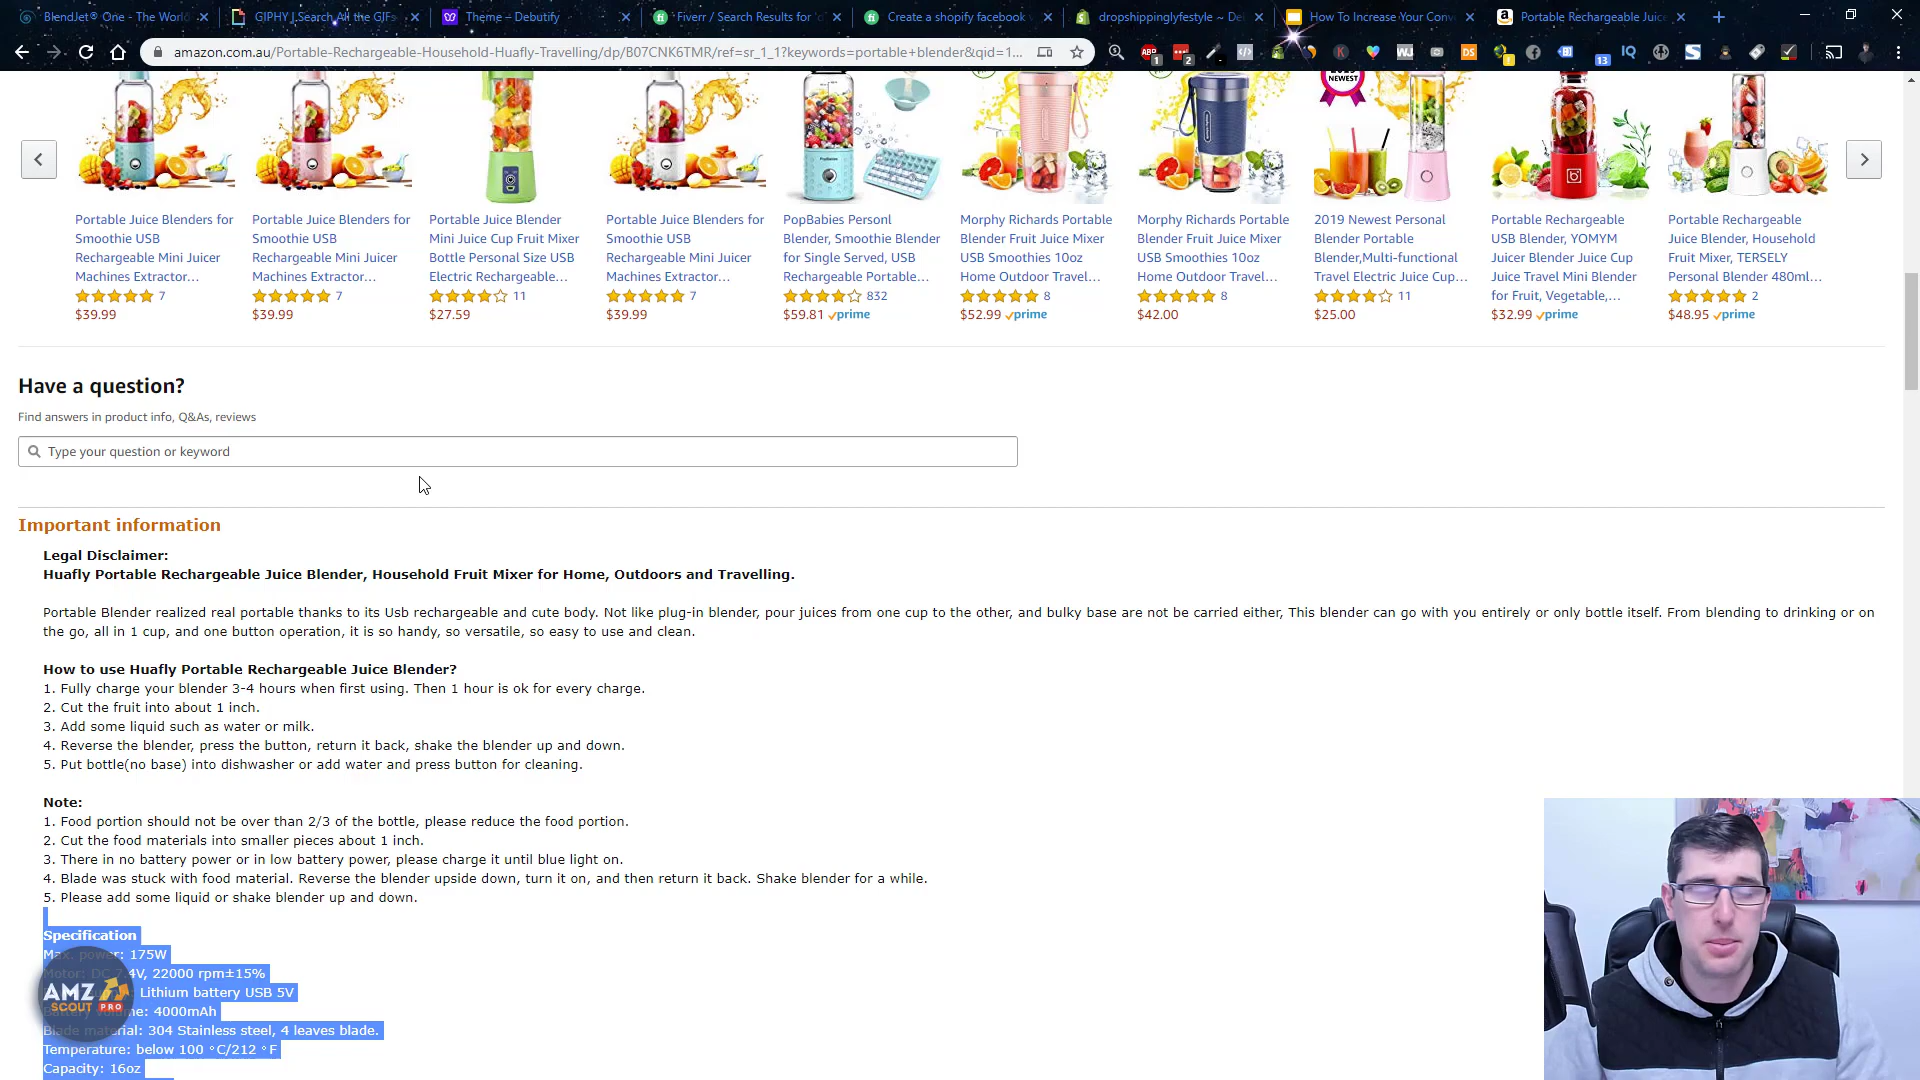 BlendJet® One - The World
GIPHY | Search All the GIFs
Theme – Debutify
Fiverr / Search Results for
Create a shopify facebook
dropshippinglyfestyle ~ De
How To Increase Your Conv
Portable Rechargeable Juice
amazon.com.au/Portable-Rechargeable-Household-Huafly-Travelling/dp/B07CNK6TMR/ref=sr_1_1?keywords=portable+blender&qid=1...
Portable Juice Blenders for
Smoothie USB
Rechargeable Mini Juicer
Machines Extractor…
7
$39.99
Portable Juice Blenders for
Smoothie USB
Rechargeable Mini Juicer
Machines Extractor…
7
$39.99
Portable Juice Blender
Mini Juice Cup Fruit Mixer
Bottle Personal Size USB
Electric Rechargeable…
11
$27.59
Portable Juice Blenders for
Smoothie USB
Rechargeable Mini Juicer
Machines Extractor…
7
$39.99
PopBabies Personl
Blender, Smoothie Blender
for Single Served, USB
Rechargeable Portable…
832
$59.81 prime
Morphy Richards Portable
Blender Fruit Juice Mixer
USB Smoothies 10oz
Home Outdoor Travel…
8
$52.99 prime
Morphy Richards Portable
Blender Fruit Juice Mixer
USB Smoothies 10oz
Home Outdoor Travel…
8
$42.00
NEWEST
2019 Newest Personal
Blender Portable
Blender,Multi-functional
Travel Electric Juice Cup…
11
$25.00
Portable Rechargeable
USB Blender, YOMYM
Juicer Blender Juice Cup
Juice Travel Mini Blender
for Fruit, Vegetable,…
$32.99 prime
Portable Rechargeable
Juice Blender, Household
Fruit Mixer, TERSELY
Personal Blender 480ml…
2
$48.95 prime
Have a question?
Find answers in product info, Q&As, reviews
Type your question or keyword
Important information
Legal Disclaimer:
Huafly Portable Rechargeable Juice Blender, Household Fruit Mixer for Home, Outdoors and Travelling.
Portable Blender realized real portable thanks to its Usb rechargeable and cute body. Not like plug-in blender, pour juices from one cup to the other, and bulky base are not be carried either, This blender can go with you entirely or only bottle itself. From blending to drinking or on
the go, all in 1 cup, and one button operation, it is so handy, so versatile, so easy to use and clean.
How to use Huafly Portable Rechargeable Juice Blender?
1. Fully charge your blender 3-4 hours when first using. Then 1 hour is ok for every charge.
2. Cut the fruit into about 1 inch.
3. Add some liquid such as water or milk.
4. Reverse the blender, press the button, return it back, shake the blender up and down.
5. Put bottle(no base) into dishwasher or add water and press button for cleaning.
Note:
1. Food portion should not be over than 2/3 of the bottle, please reduce the food portion.
2. Cut the food materials into smaller pieces about 1 inch.
3. There in no battery power or in low battery power, please charge it until blue light on.
4. Blade was stuck with food material. Reverse the blender upside down, turn it on, and then return it back. Shake blender for a while.
5. Please add some liquid or shake blender up and down.
Specification
Max. power: 175W
Motor: DC 7.4V, 22000 rpm±15%
Lithium battery USB 5V
Battery volume: 4000mAh
Blade material: 304 Stainless steel, 4 leaves blade.
Temperature: below 100 °C/212 °F
Capacity: 16oz
AMZ
SCOUT PRO